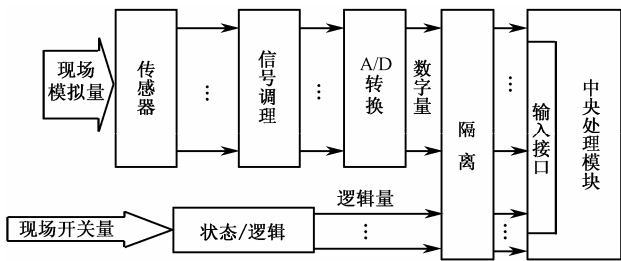 现场
模拟量
传感器
信号调理
A/D
转换
数字量
隔离
输入接口
中央处理模块
现场开关量
状态/逻辑
逻辑量